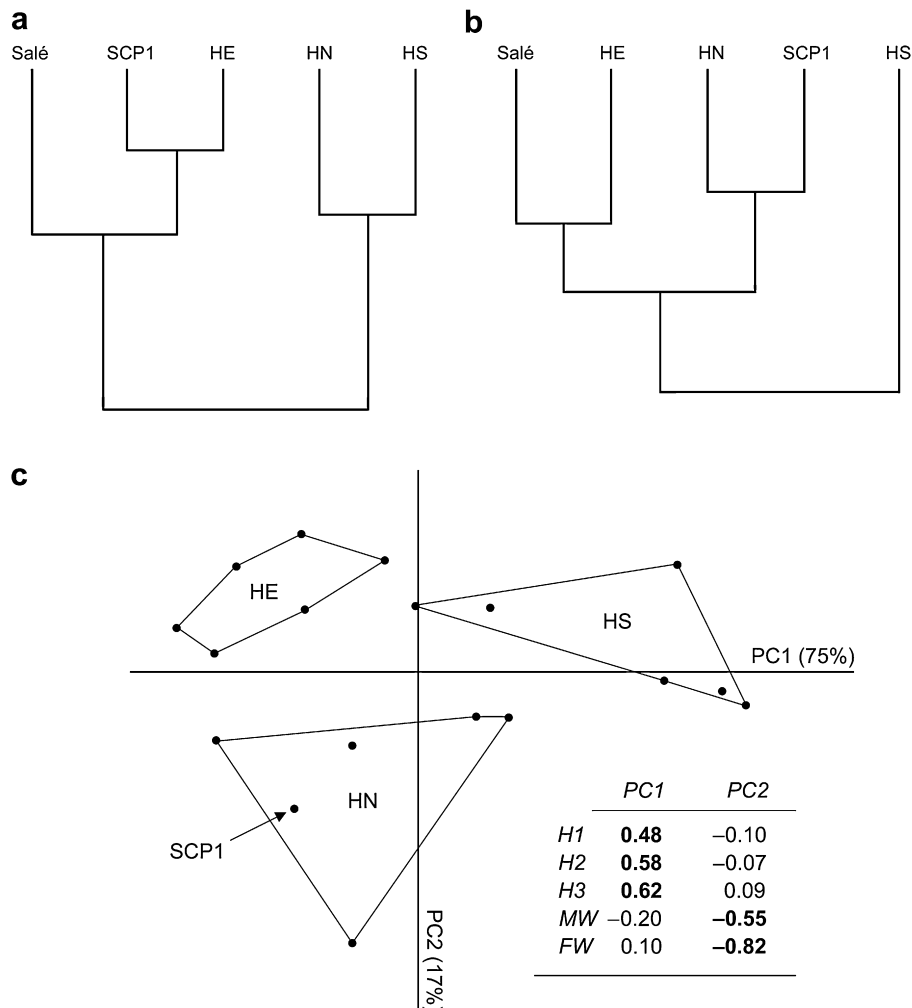 a
Salé SCP1 HE HN HS
b
Salé HE HN SCP1 HS
c
HE
HS
PC1 (75%)
HN
SCP1
PC2 (17%
PC1 PC2
H1 0.48 –0.10
H2 0.58 –0.07
H3 0.62 0.09
MW –0.20 –0.55
FW 0.10 –0.82